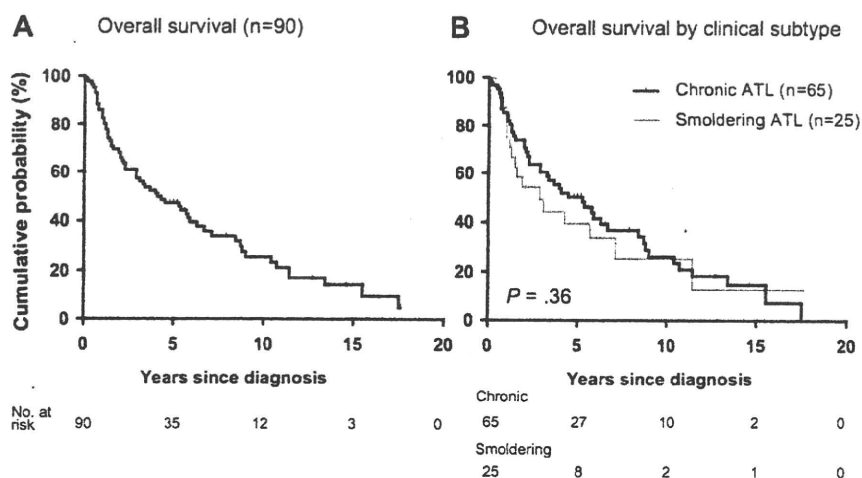 A Overall survival (n=90)
Cumulative probability (%)
100
80
60
40
20
0
0 5 10 15 20
Years since diagnosis
No. at
risk 90 35 12 3 0
B Overall survival by clinical subtype
100
80
60
40
20
0
Chronic ATL (n=65)
Smoldering ATL (n=25)
P = .36
0 5 10 15 20
Years since diagnosis
Chronic
65 27 10 2 0
Smoldering
25 8 2 1 0